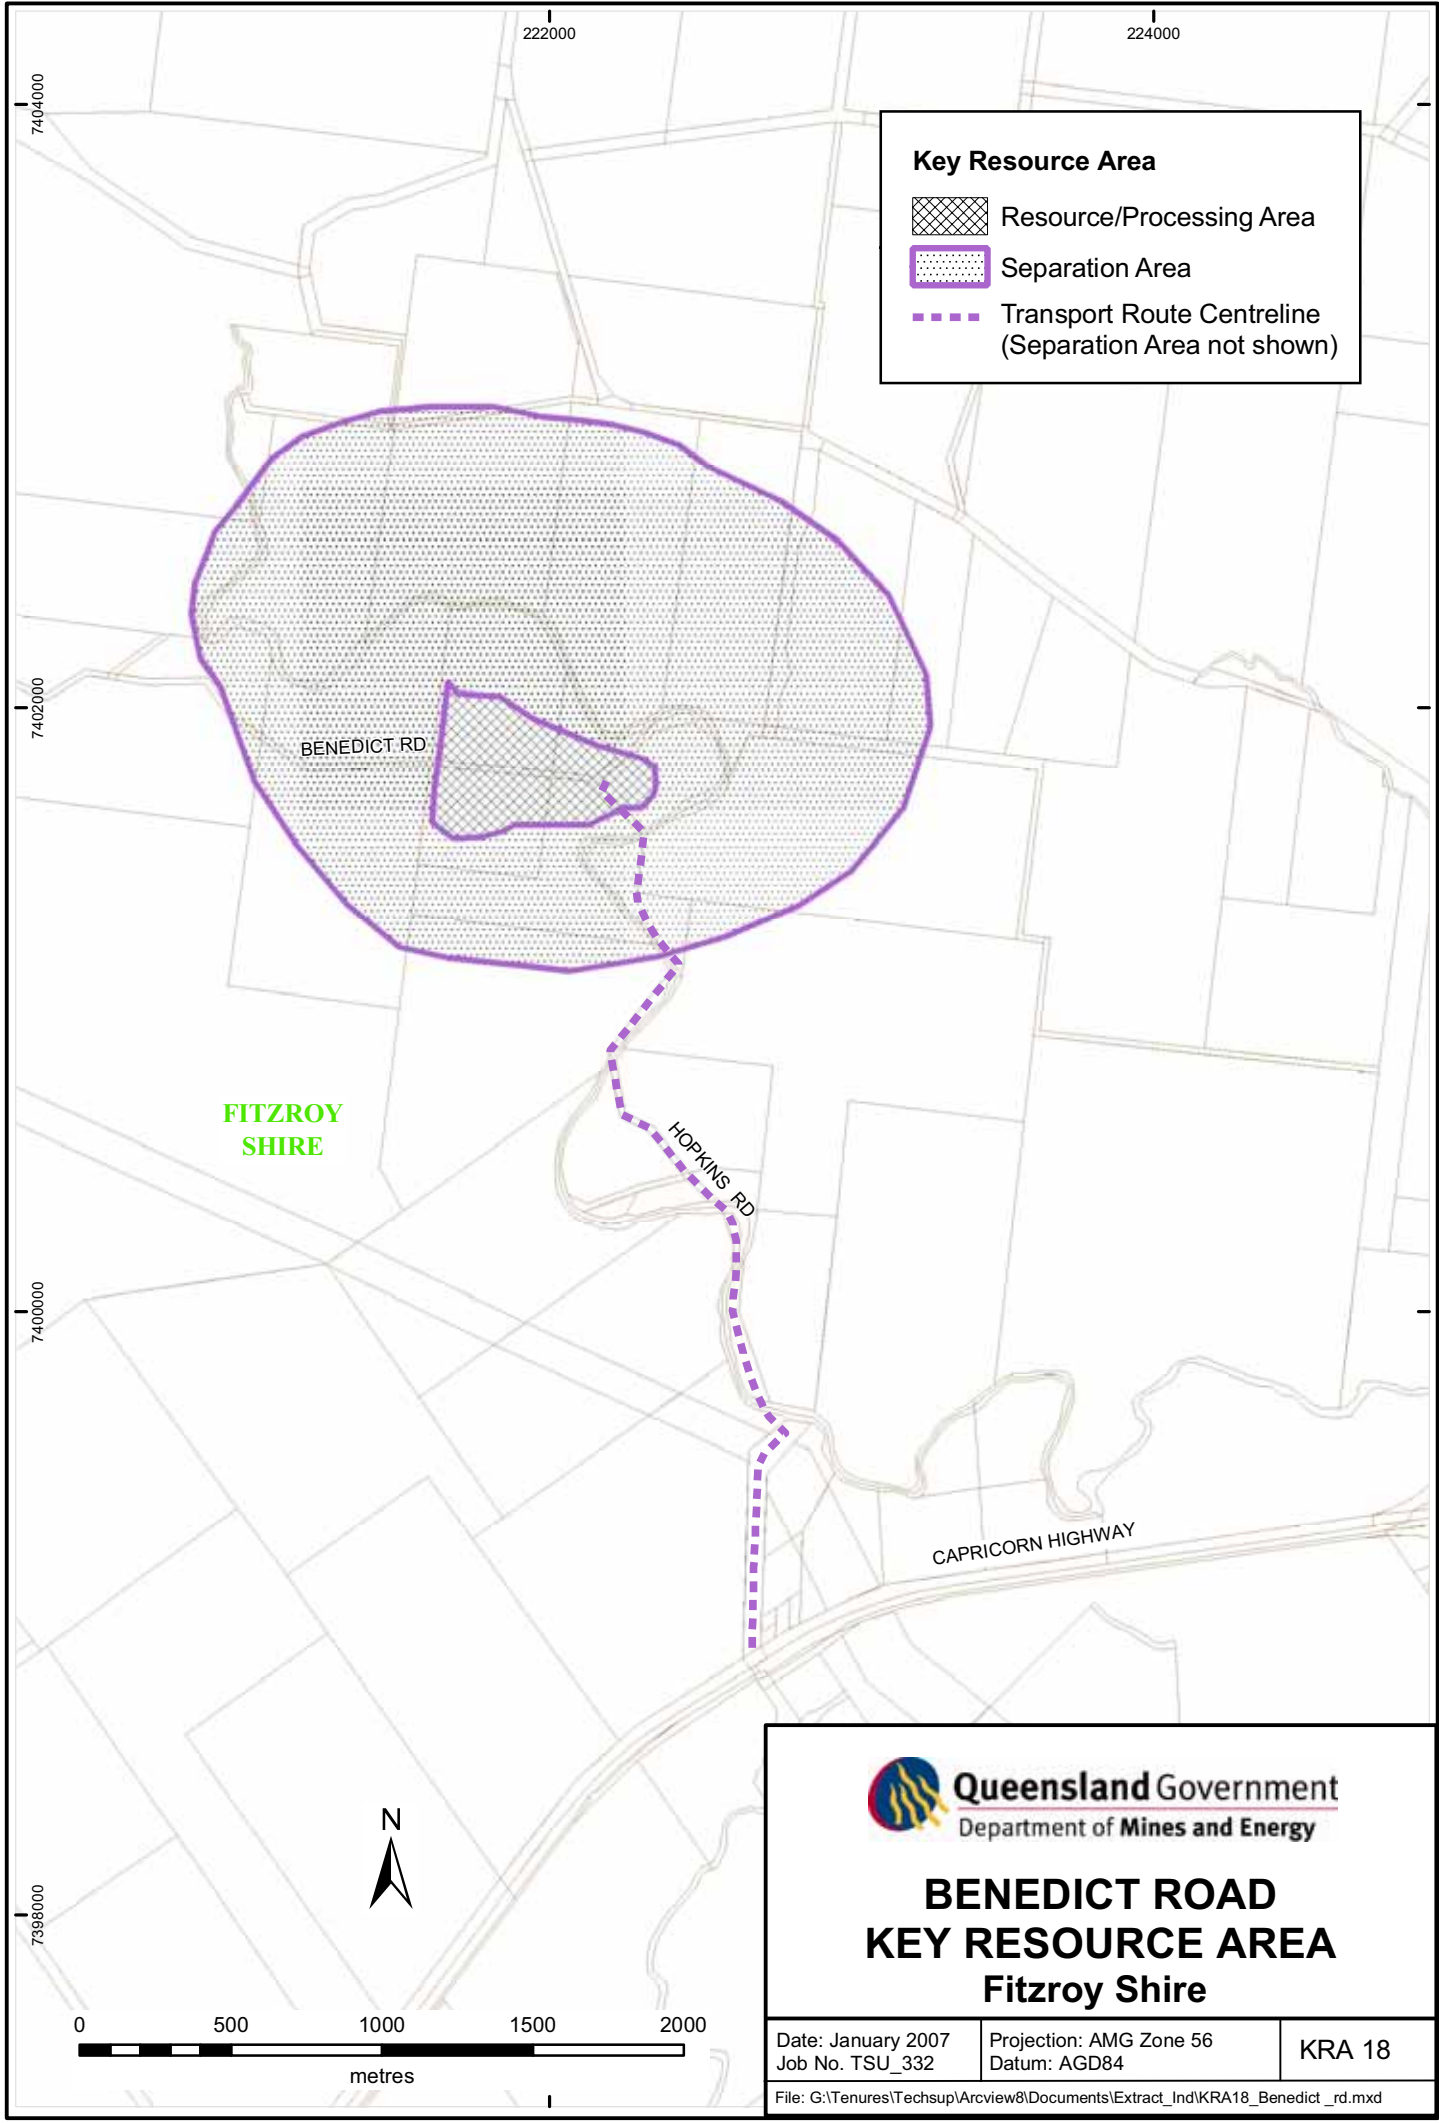 222000
224000
7404000
7402000
7400000
7398000
Key Resource Area
Resource/Processing Area
Separation Area
Transport Route Centreline
(Separation Area not shown)
BENEDICT RD
FITZROY
SHIRE
HOPKINS RD
CAPRICORN HIGHWAY
N
0 500 1000 1500 2000
metres
Queensland Government
Department of Mines and Energy
BENEDICT ROAD
KEY RESOURCE AREA
Fitzroy Shire
Date: January 2007
Job No. TSU_332
Projection: AMG Zone 56
Datum: AGD84
KRA 18
File: G:\Tenures\Techsup\Arcview8\Documents\Extract_Ind\KRA18_Benedict _rd.mxd